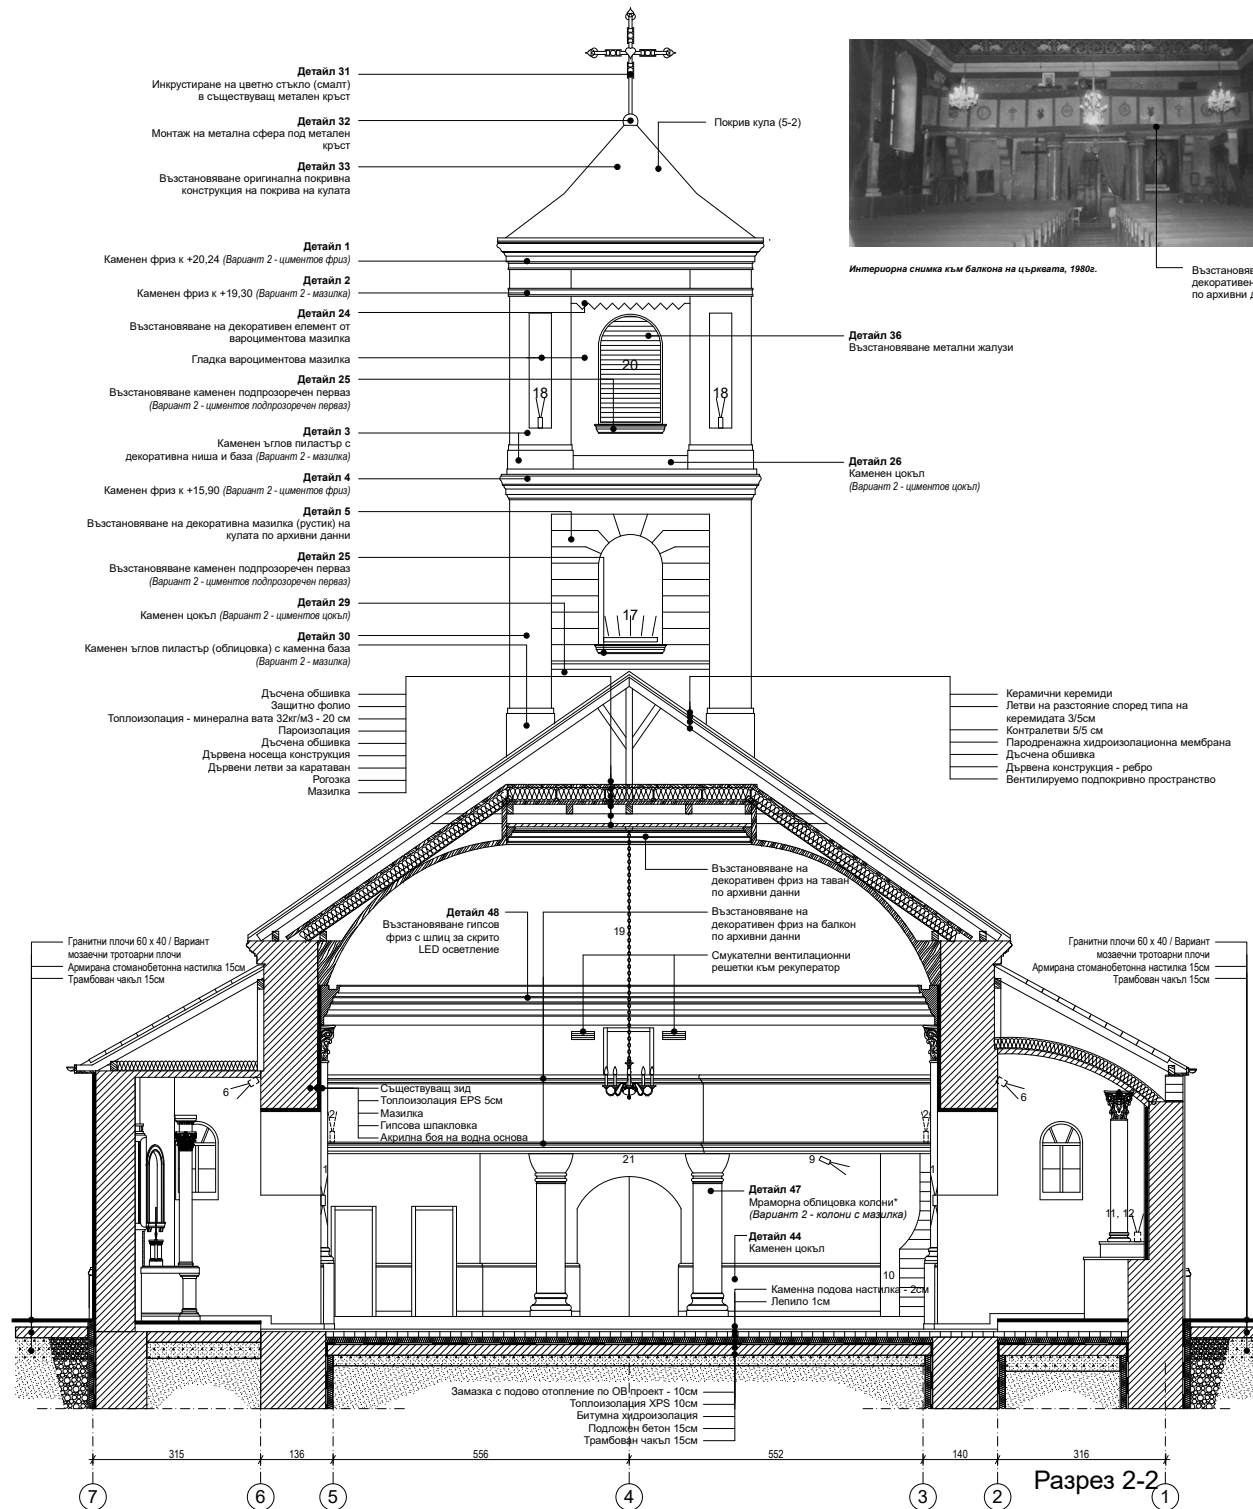 Детайл 31
Инкрустиране на цветно стъкло (смалт)
в съществуващ метален кръст
Детайл 32
Монтаж на метална сфера под метален
кръст
Детайл 33
Възстановяване оригинална покривна
конструкция на покрива на кулата
Покрив кула (5-2)
Интериорна снимка към балкона на църквата, 1980г.
Възстановяв
декоративен
по архивни д
Детайл 1
Каменен фриз к +20,24 (Вариант 2 - циментов фриз)
Детайл 2
Каменен фриз к +19,30 (Вариант 2 - мазилка)
Детайл 24
Възстановяване на декоративен елемент от
вароциментова мазилка
Гладка вароциментова мазилка
Детайл 25
Възстановяване каменен подпрозоречен перваз
(Вариант 2 - циментов подпрозоречен перваз)
Детайл 3
Каменен ъглов пиластър с
декоративна ниша и база (Вариант 2 - мазилка)
Детайл 4
Каменен фриз к +15,90 (Вариант 2 - циментов фриз)
Детайл 5
Възстановяване на декоративна мазилка (рустик) на
кулата по архивни данни
Детайл 25
Възстановяване каменен подпрозоречен перваз
(Вариант 2 - циментов подпрозоречен перваз)
Детайл 29
Каменен цокъл (Вариант 2 - циментов цокъл)
Детайл 30
Каменен ъглов пиластър (облицовка) с каменна база
(Вариант 2 - мазилка)
Детайл 36
Възстановяване метални жалузи
Детайл 26
Каменен цокъл
(Вариант 2 - циментов цокъл)
20
18
18
17
Дъсчена обшивка
Защитно фолио
Топлоизолация - минерална вата 32кг/м3 - 20 см
Пароизолация
Дъсчена обшивка
Дървена носеща конструкция
Дървени летви за каратаван
Рогозка
Мазилка
Керамични керемиди
Летви на разстояние според типа на
керемидата 3/5см
Контралетви 5/5 см
Пародренажна хидроизолационна мембрана
Дъсчена обшивка
Дървена конструкция - ребро
Вентилируемо подпокривно пространство
Възстановяване на
декоративен фриз на таван
по архивни данни
Детайл 48
Възстановяване гипсов
фриз с шлиц за скрито
LED осветление
Възстановяване на
декоративен фриз на балкон
по архивни данни
19
Смукателни вентилационни
решетки към рекуператор
Гранитни плочи 60 x 40 / Вариант
мозаечни тротоарни плочи
Армирана стоманобетонна настилка 15см
Трамбован чакъл 15см
Гранитни плочи 60 x 40 / Вариант
мозаечни тротоарни плочи
Армирана стоманобетонна настилка 15см
Трамбован чакъл 15см
6
6
Съществуващ зид
Топлоизолация EPS 5см
Мазилка
Гипсова шпакловка
Акрилна боя на водна основа
2
2
1
1
21
9
Детайл 47
Мраморна облицовка колони*
(Вариант 2 - колони с мазилка)
Детайл 44
Каменен цокъл
11, 12
10
Каменна подова настилка - 2см
Лепило 1см
Замазка с подово отопление по ОВ проект - 10см
Топлоизолация XPS 10см
Битумна хидроизолация
Подложен бетон 15см
Трамбован чакъл 15см
315 136 556 552 140 316
Разрез 2-2
7 6 5 4 3 2 1